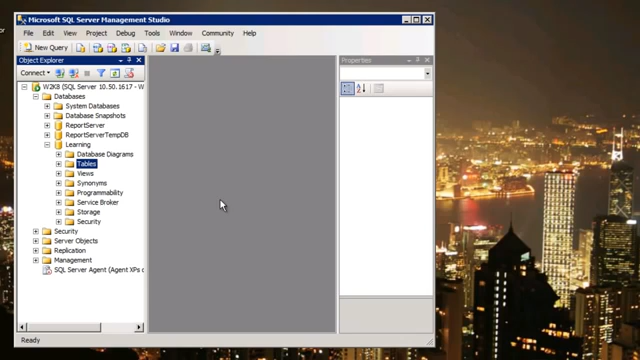 or
Microsoft SQL Server Management Studio
File Edit View Project Debug Tools Window Community Help
New Query
Object Explorer
Properties
Connect
W2K8 (SQL Server 10.50.1617 - W
Databases
System Databases
Database Snapshots
ReportServer
ReportServerTempDB
Learning
Database Diagrams
Tables
Views
Synonyms
Programmability
Service Broker
Storage
Security
Security
Server Objects
Replication
Management
SQL Server Agent (Agent XPs c
Ready